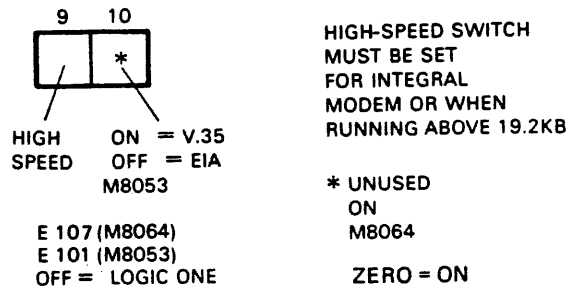 9 10
*
HIGH ON = V.35
SPEED OFF = EIA
M8053
E 107 (M8064)
E 101 (M8053)
OFF = LOGIC ONE
HIGH-SPEED SWITCH
MUST BE SET
FOR INTEGRAL
MODEM OR WHEN
RUNNING ABOVE 19.2KB
* UNUSED
ON
M8064
ZERO = ON